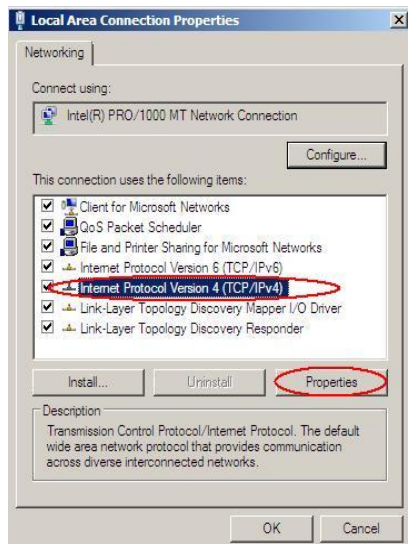 Local Area Connection Properties
Networking
Connect using:
Intel(R) PRO/1000 MT Network Connection
Configure...
This connection uses the following items:
Client for Microsoft Networks
QoS Packet Scheduler
File and Printer Sharing for Microsoft Networks
Internet Protocol Version 6 (TCP/IPv6)
Internet Protocol Version 4 (TCP/IPv4)
Link-Layer Topology Discovery Mapper I/O Driver
Link-Layer Topology Discovery Responder
Install... Uninstall Properties
Description
Transmission Control Protocol/Internet Protocol. The default
wide area network protocol that provides communication
across diverse interconnected networks.
OK Cancel